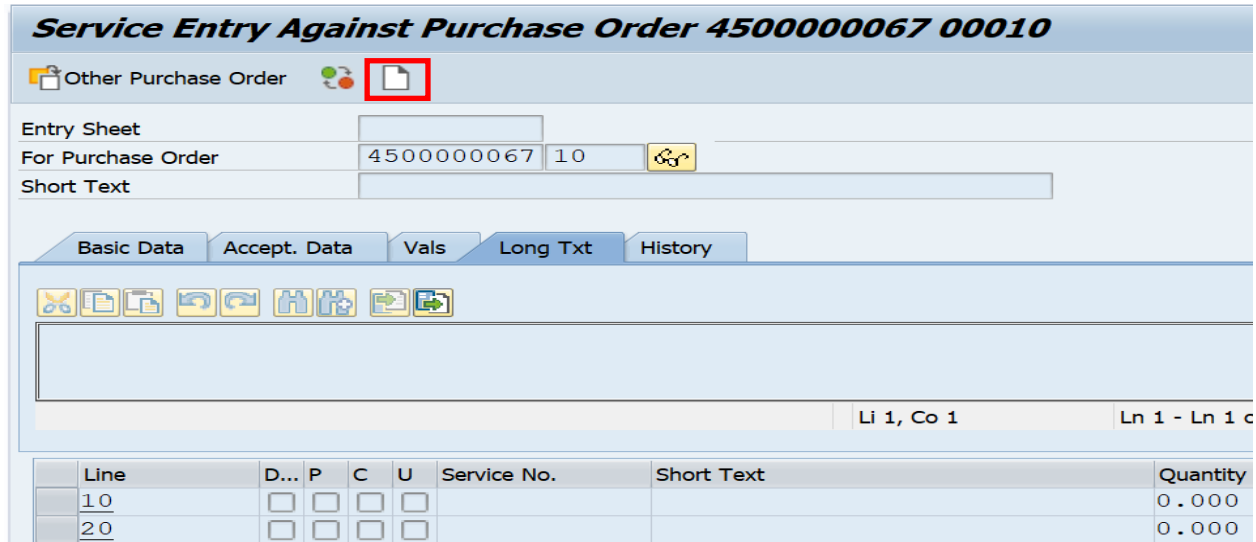 Service Entry Against Purchase Order 4500000067 00010
Other Purchase Order
Entry Sheet
For Purchase Order 4500000067 10
Short Text
Basic Data Accept. Data Vals Long Txt History
Li 1, Co 1 Ln 1 - Ln 1 o
Line D... P C U Service No. Short Text Quantity
10 0.000
20 0.000